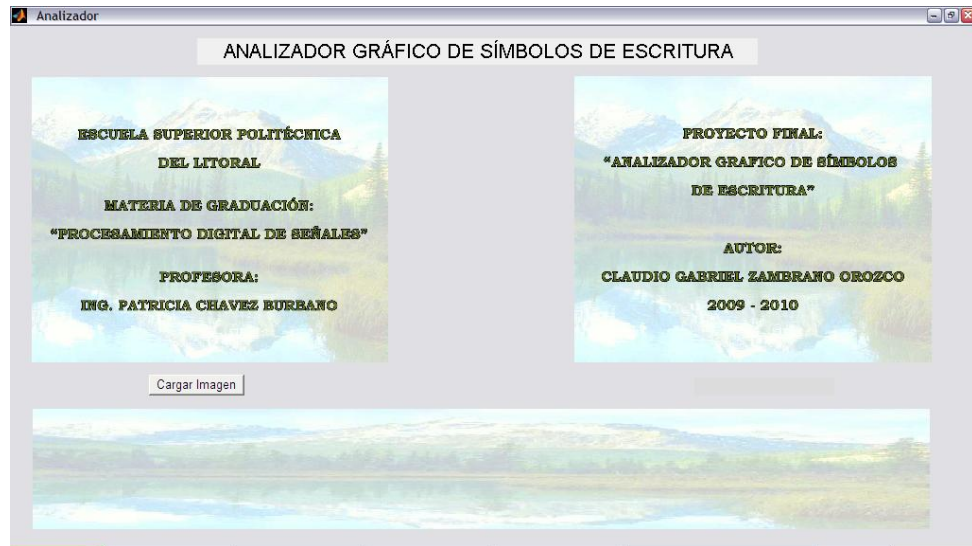 Analizador
ANALIZADOR GRÁFICO DE SÍMBOLOS DE ESCRITURA
ESCUELA SUPERIOR POLITÉCNICA
DEL LITORAL
MATERIA DE GRADUACIÓN:
"PROCESAMIENTO DIGITAL DE SEÑALES"
PROFESORA:
ING. PATRICIA CHAVEZ BURBANO
PROYECTO FINAL:
"ANALIZADOR GRAFICO DE SÍMBOLOS
DE ESCRITURA"
AUTOR:
CLAUDIO GABRIEL ZAMBRANO OROZCO
2009 - 2010
Cargar Imagen